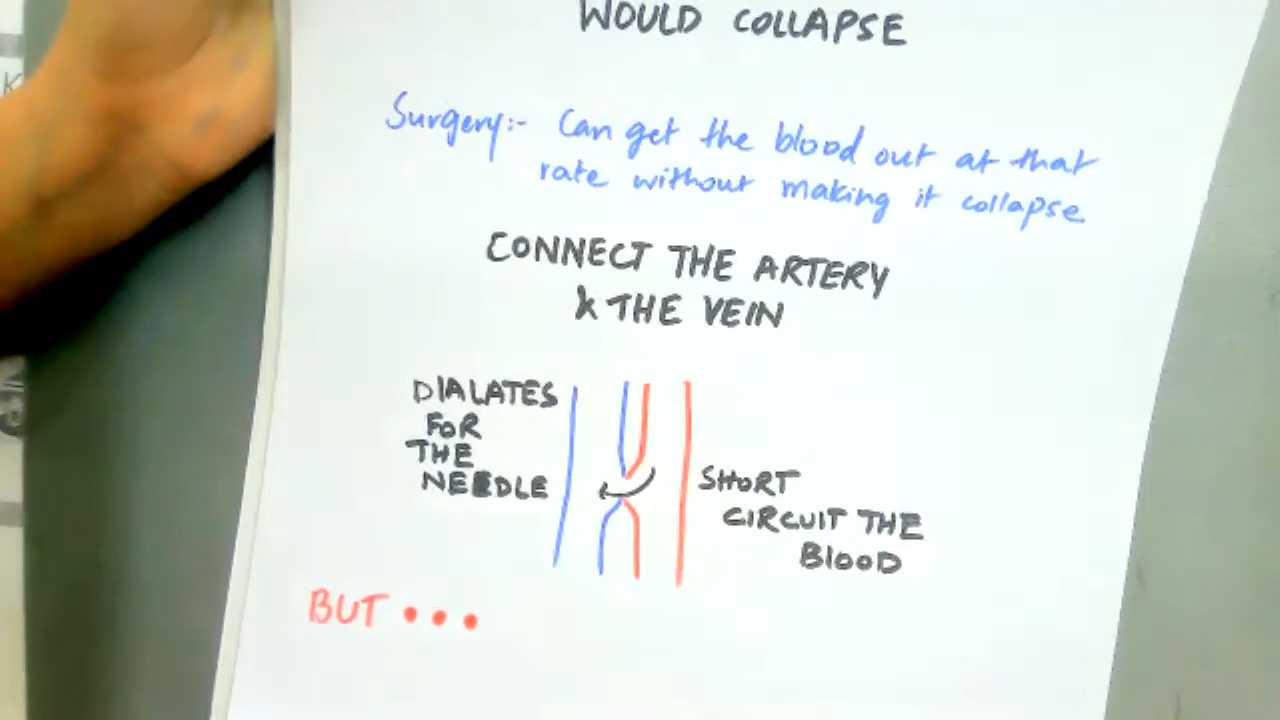 WOULD COLLAPSE
Surgery:- Can get the blood out at that
rate without making it collapse
CONNECT THE ARTERY
& THE VEIN
DIALATES
FOR
THE
NEEDLE
SHORT
CIRCUIT THE
BLOOD
BUT...